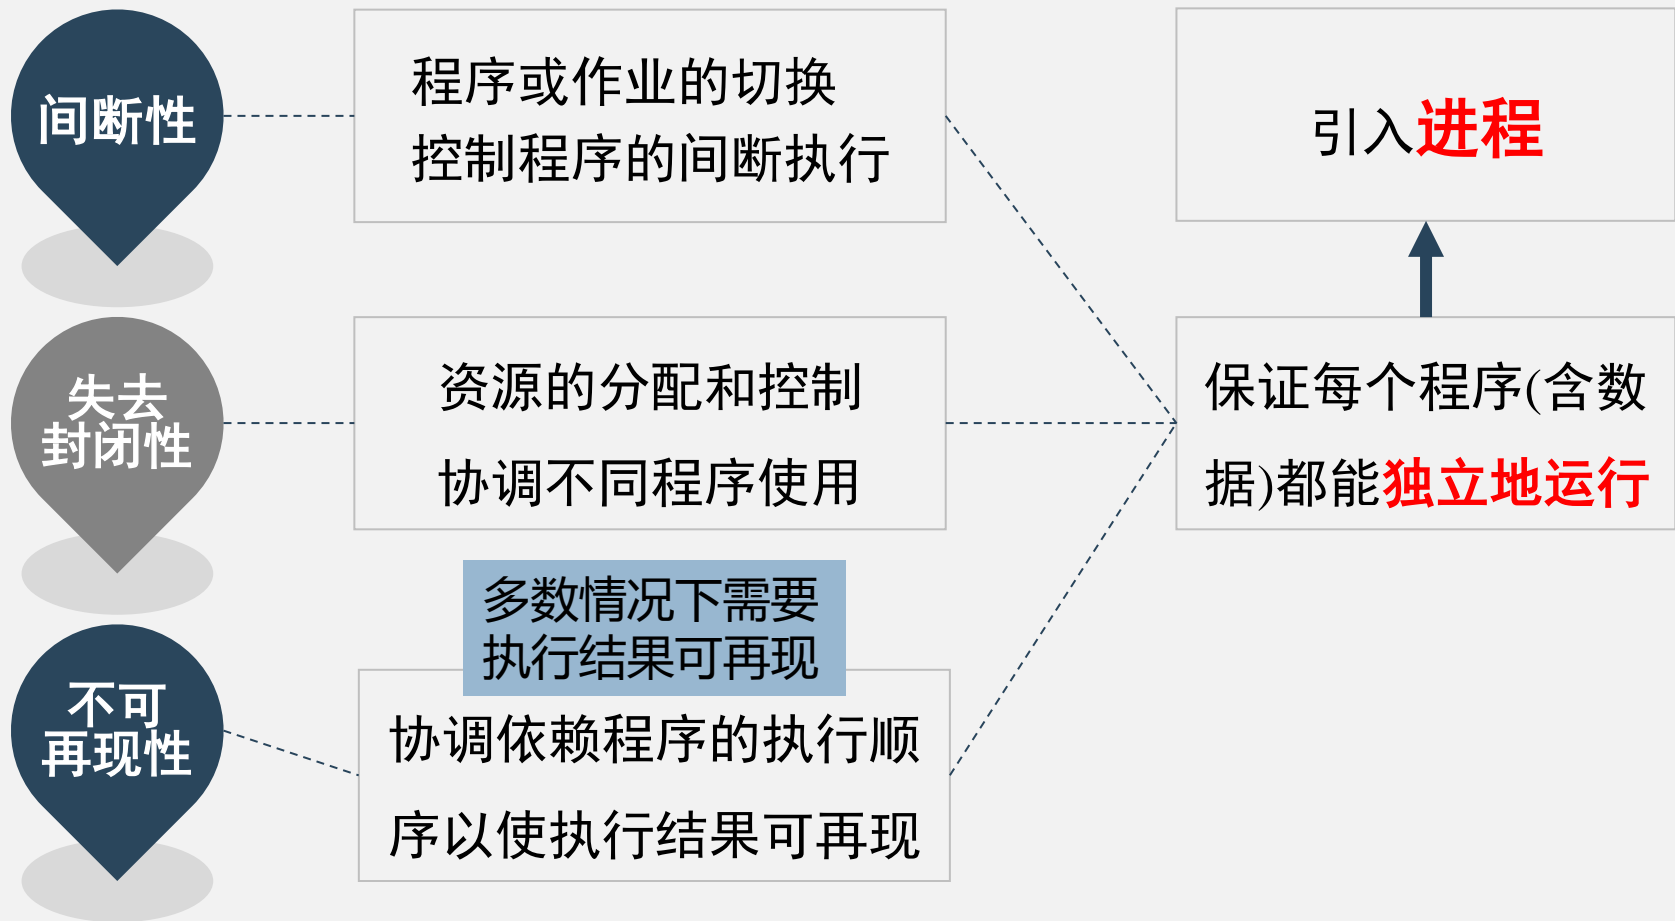 间断性
程序或作业的切换
控制程序的间断执行
引入进程
失去
封闭性
资源的分配和控制
协调不同程序使用
保证每个程序(含数
据)都能独立地运行
多数情况下需要
执行结果可再现
不可
再现性
协调依赖程序的执行顺
序以使执行结果可再现